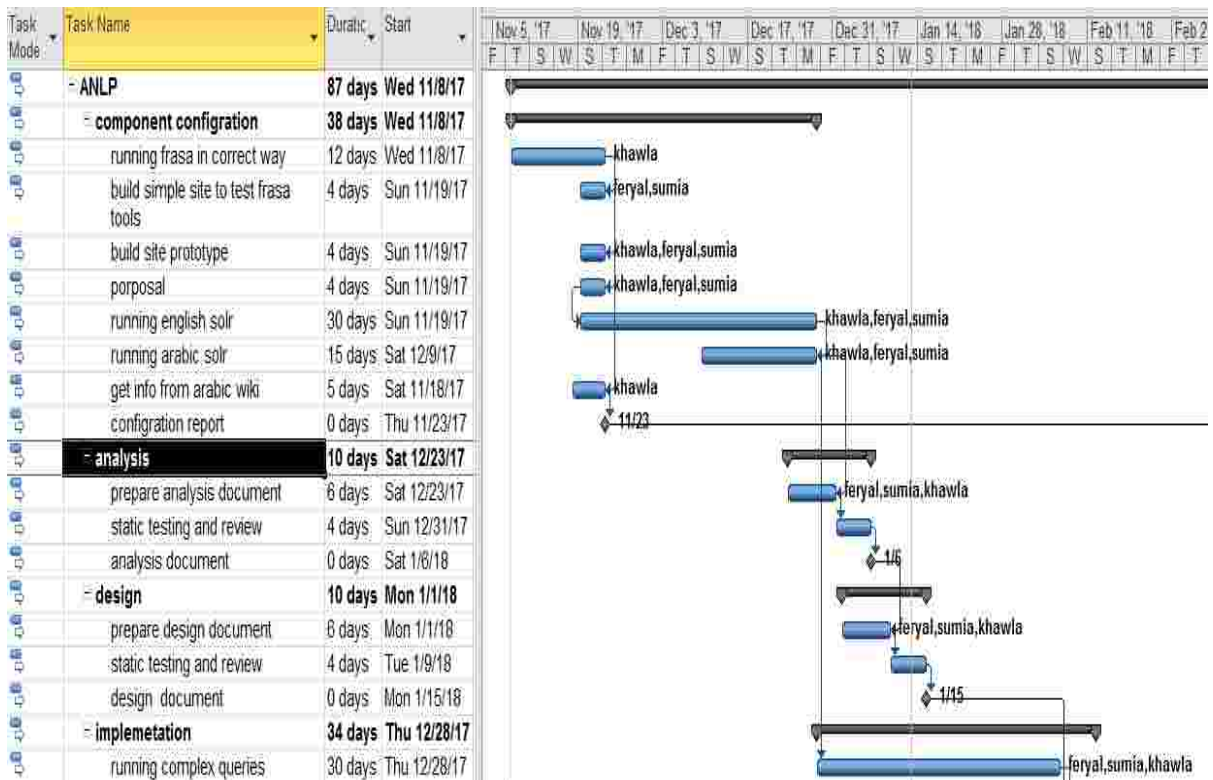 Task Mode Task Name Duratic Start Nov 5, '17 Nov 19, '17 Dec 3, '17 Dec 17, '17 Dec 31, '17 Jan 14, '18 Jan 28, '18 Feb 11, '18 Feb 2
F T S W S T M F T S W S T M F T S W S T M F T S W S T M F T
ANLP 87 days Wed 11/8/17
component configration 38 days Wed 11/8/17
running frasa in correct way 12 days Wed 11/8/17 khawla
build simple site to test frasa 4 days Sun 11/19/17 feryal,sumia
tools
build site prototype 4 days Sun 11/19/17 khawla,feryal,sumia
porposal 4 days Sun 11/19/17 khawla,feryal,sumia
running english solr 30 days Sun 11/19/17 khawla,feryal,sumia
running arabic solr 15 days Sat 12/9/17 khawla,feryal,sumia
get info from arabic wiki 5 days Sat 11/18/17 khawla
configration report 0 days Thu 11/23/17 11/23
analysis 10 days Sat 12/23/17
prepare analysis document 6 days Sat 12/23/17 feryal,sumia,khawla
static testing and review 4 days Sun 12/31/17
analysis document 0 days Sat 1/6/18 1/6
design 10 days Mon 1/1/18
prepare design document 6 days Mon 1/1/18 feryal,sumia,khawla
static testing and review 4 days Tue 1/9/18
design document 0 days Mon 1/15/18 1/15
implemetation 34 days Thu 12/28/17
running complex queries 30 days Thu 12/28/17 feryal,sumia,khawla